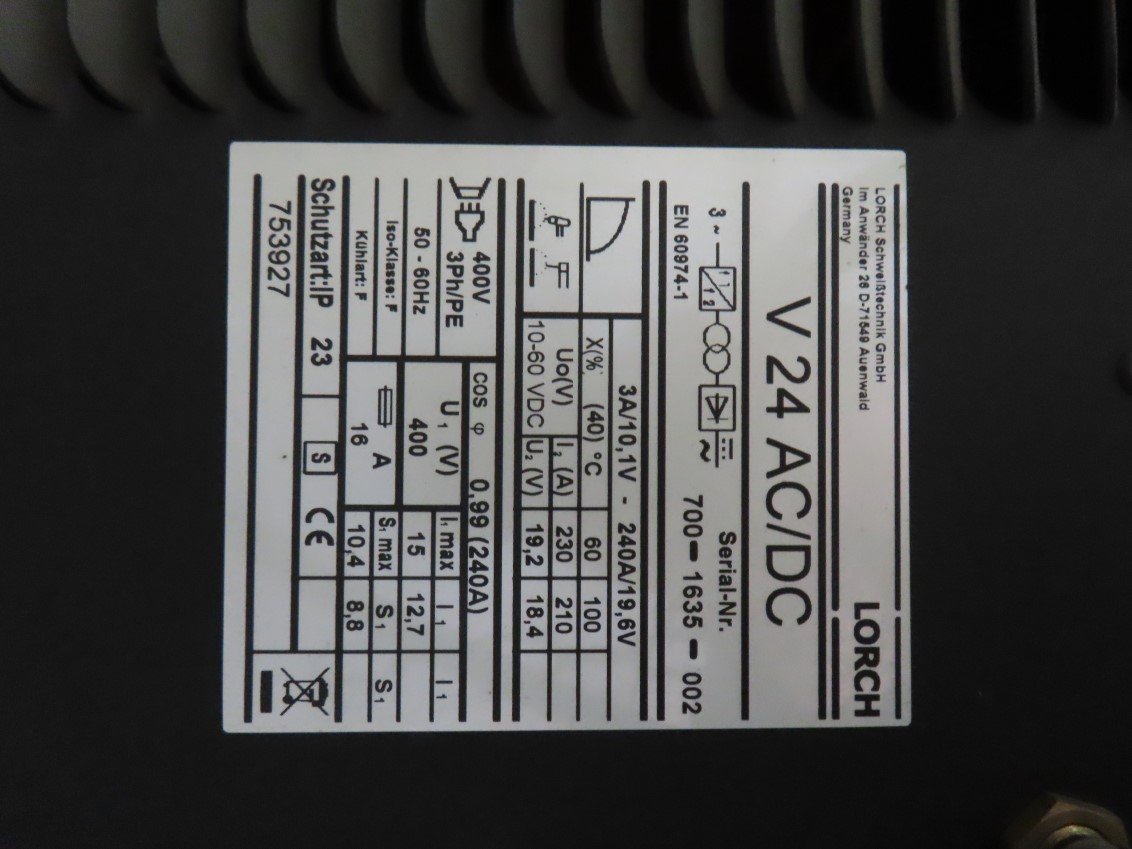 LORCH Schweißtechnik GmbH
Im Anwänder 26 D-71549 Auenwald
Germany
LORCH
V 24 AC/DC
3 ~ 1 2 ~
EN 60974-1
Serial-Nr.
700-1635-002
3A/10,1V - 240A/19,6V
X(% (40) °C 60 100
Uo(V) I₂ (A) 230 210
10-60 VDC U₂ (V) 19,2 18,4
400V
3Ph/PE
cos φ 0,99 (240A)
50 - 60Hz
U₁ (V) I₁ max I₁ I₁
400 15 12,7
Iso-Klasse: F
Kühlart: F
A S₁ max S₁ S₁
16 10,4 8,8
Schutzart:IP 23 S CE
753927